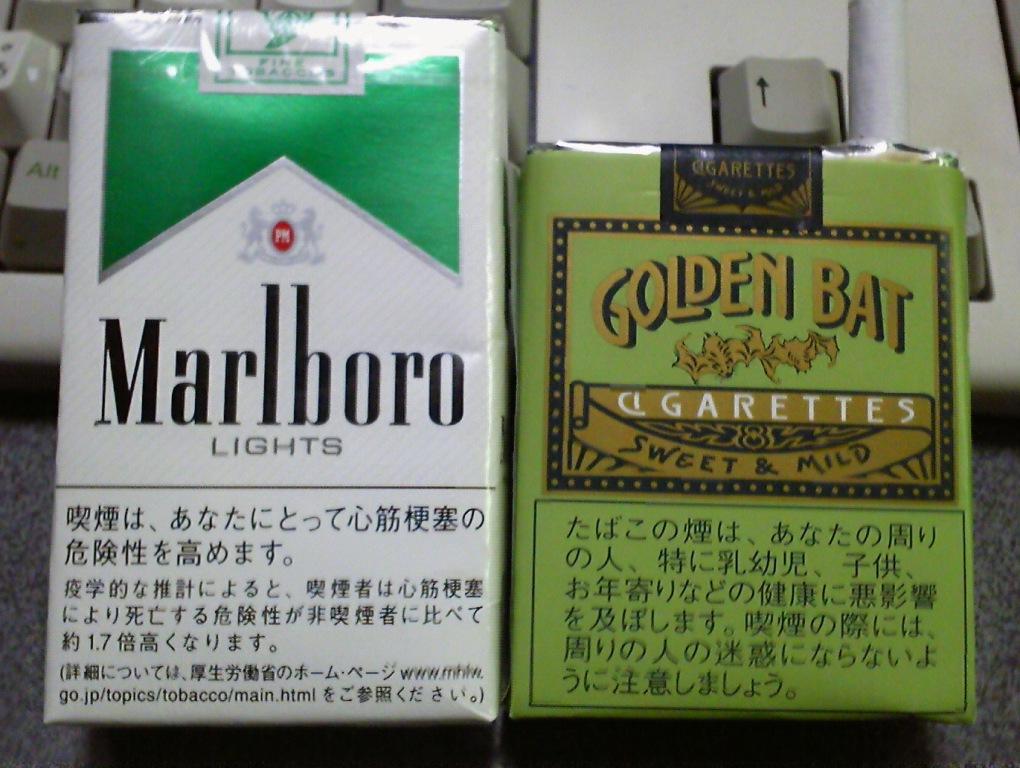 Alt
↑
FINE
TOBACCOS
PM
Marlboro
LIGHTS
喫煙は、あなたにとって心筋梗塞の
危険性を高めます。
疫学的な推計によると、喫煙者は心筋梗塞
により死亡する危険性が非喫煙者に比べて
約1.7倍高くなります。
(詳細については、厚生労働省のホーム・ページ www.mhlw.
go.jp/topics/tobacco/main.html をご参照ください。)
CIGARETTES
SWEET & MILD
GOLDEN BAT
CIGARETTES
SWEET & MILD
たばこの煙は、あなたの周り
の人、特に乳幼児、子供、
お年寄りなどの健康に悪影響
を及ぼします。喫煙の際には、
周りの人の迷惑にならないよ
うに注意しましょう。